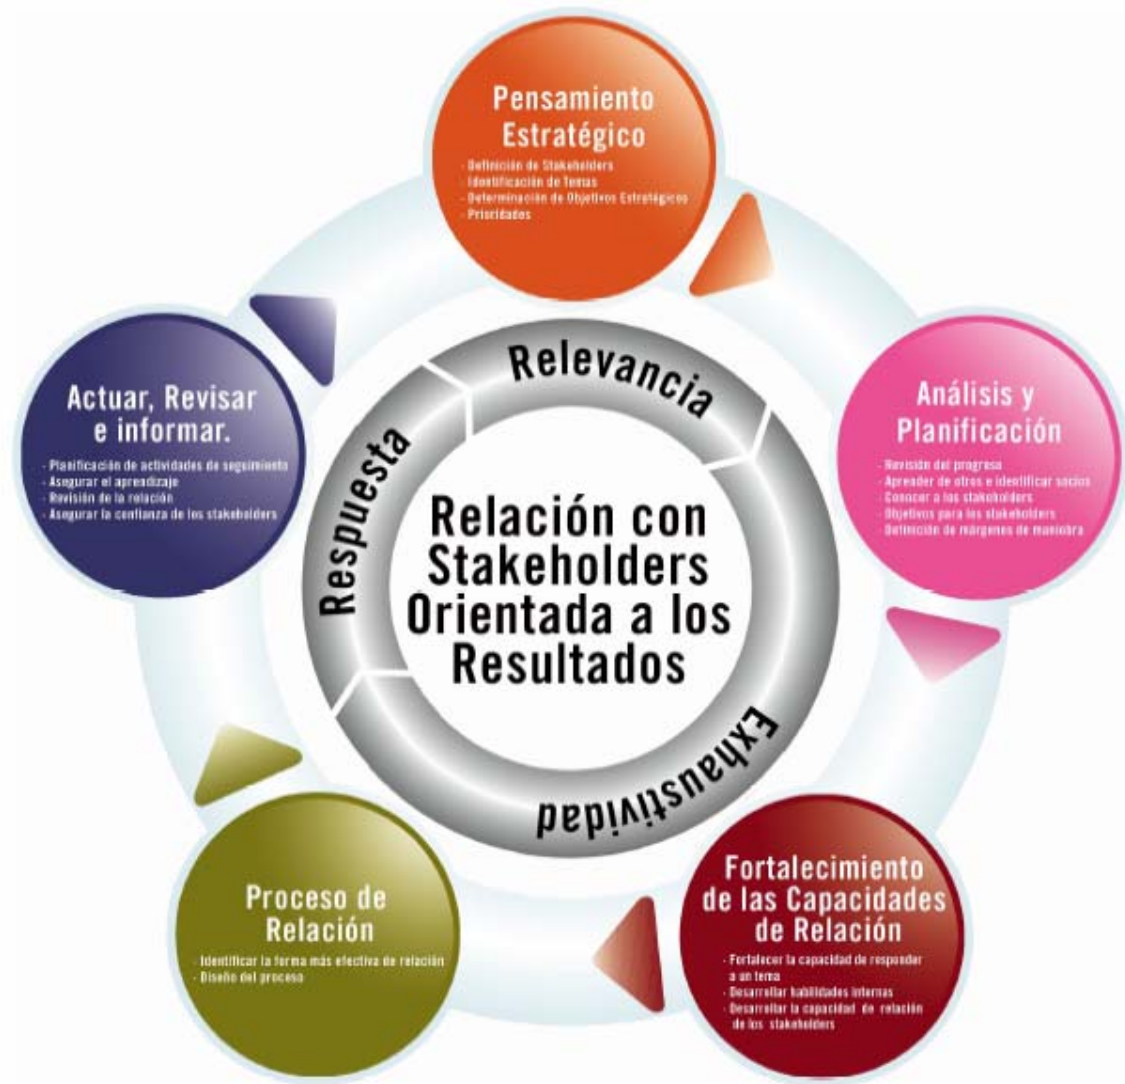 Pensamiento
Estratégico
- Definición de Stakeholders
- Identificación de Temas
- Determinación de Objetivos Estratégicos
- Prioridades
Análisis y
Planificación
- Revisión del progreso
- Aprender de otros e identificar socios
- Conocer a los stakeholders
- Objetivos para los stakeholders
- Definición de márgenes de maniobra
Fortalecimiento
de las Capacidades
de Relación
- Fortalecer la capacidad de responder
a un tema
- Desarrollar habilidades internas
- Desarrollar la capacidad de relación
de los stakeholders
Proceso de
Relación
- Identificar la forma más efectiva de relación
- Diseño del proceso
Actuar, Revisar
e informar.
- Planificación de actividades de seguimiento
- Asegurar el aprendizaje
- Revisión de la relación
- Asegurar la confianza de los stakeholders
Relevancia
Exhaustividad
Respuesta
Relación con
Stakeholders
Orientada a los
Resultados